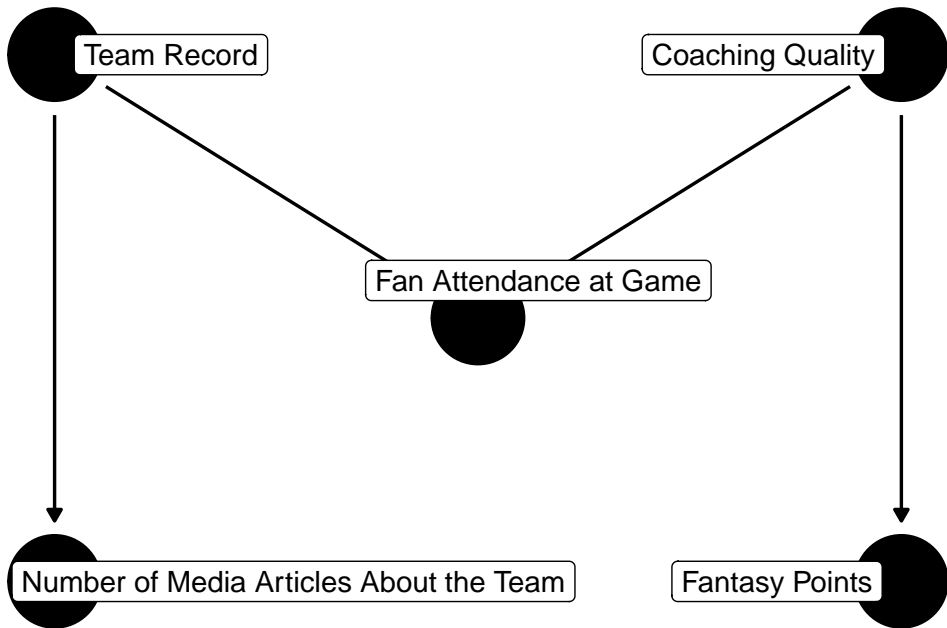 Team Record
Coaching Quality
Fan Attendance at Game
Number of Media Articles About the Team
Fantasy Points